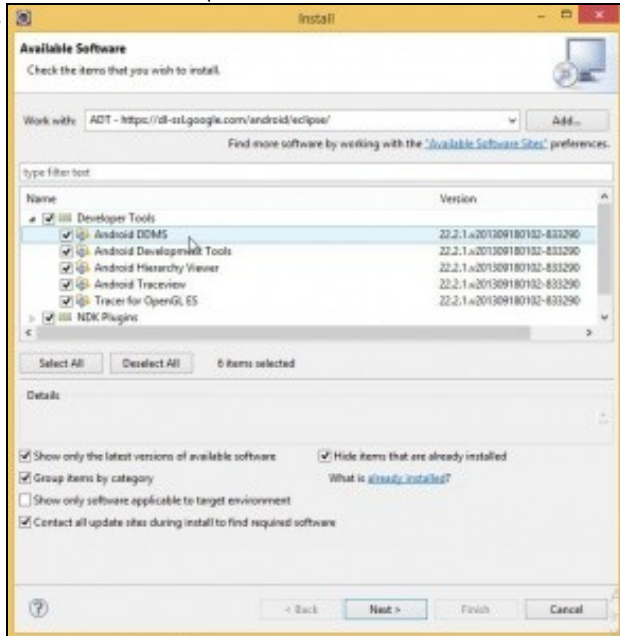 Install
Available Software
Check the items that you wish to install.
Work with: ADT - https://dl-ssl.google.com/android/eclipse/ Add...
Find more software by working with the "Available Software Sites" preferences.
type filter text
Name Version
Developer Tools
Android DDMS 22.2.1.v201309180102-833290
Android Development Tools 22.2.1.v201309180102-833290
Android Hierarchy Viewer 22.2.1.v201309180102-833290
Android Traceview 22.2.1.v201309180102-833290
Tracer for OpenGL ES 22.2.1.v201309180102-833290
NDK Plugins
Select All Deselect All 6 items selected
Details
Show only the latest versions of available software Hide items that are already installed
Group items by category What is already installed?
Show only software applicable to target environment
Contact all update sites during install to find required software
? < Back Next > Finish Cancel